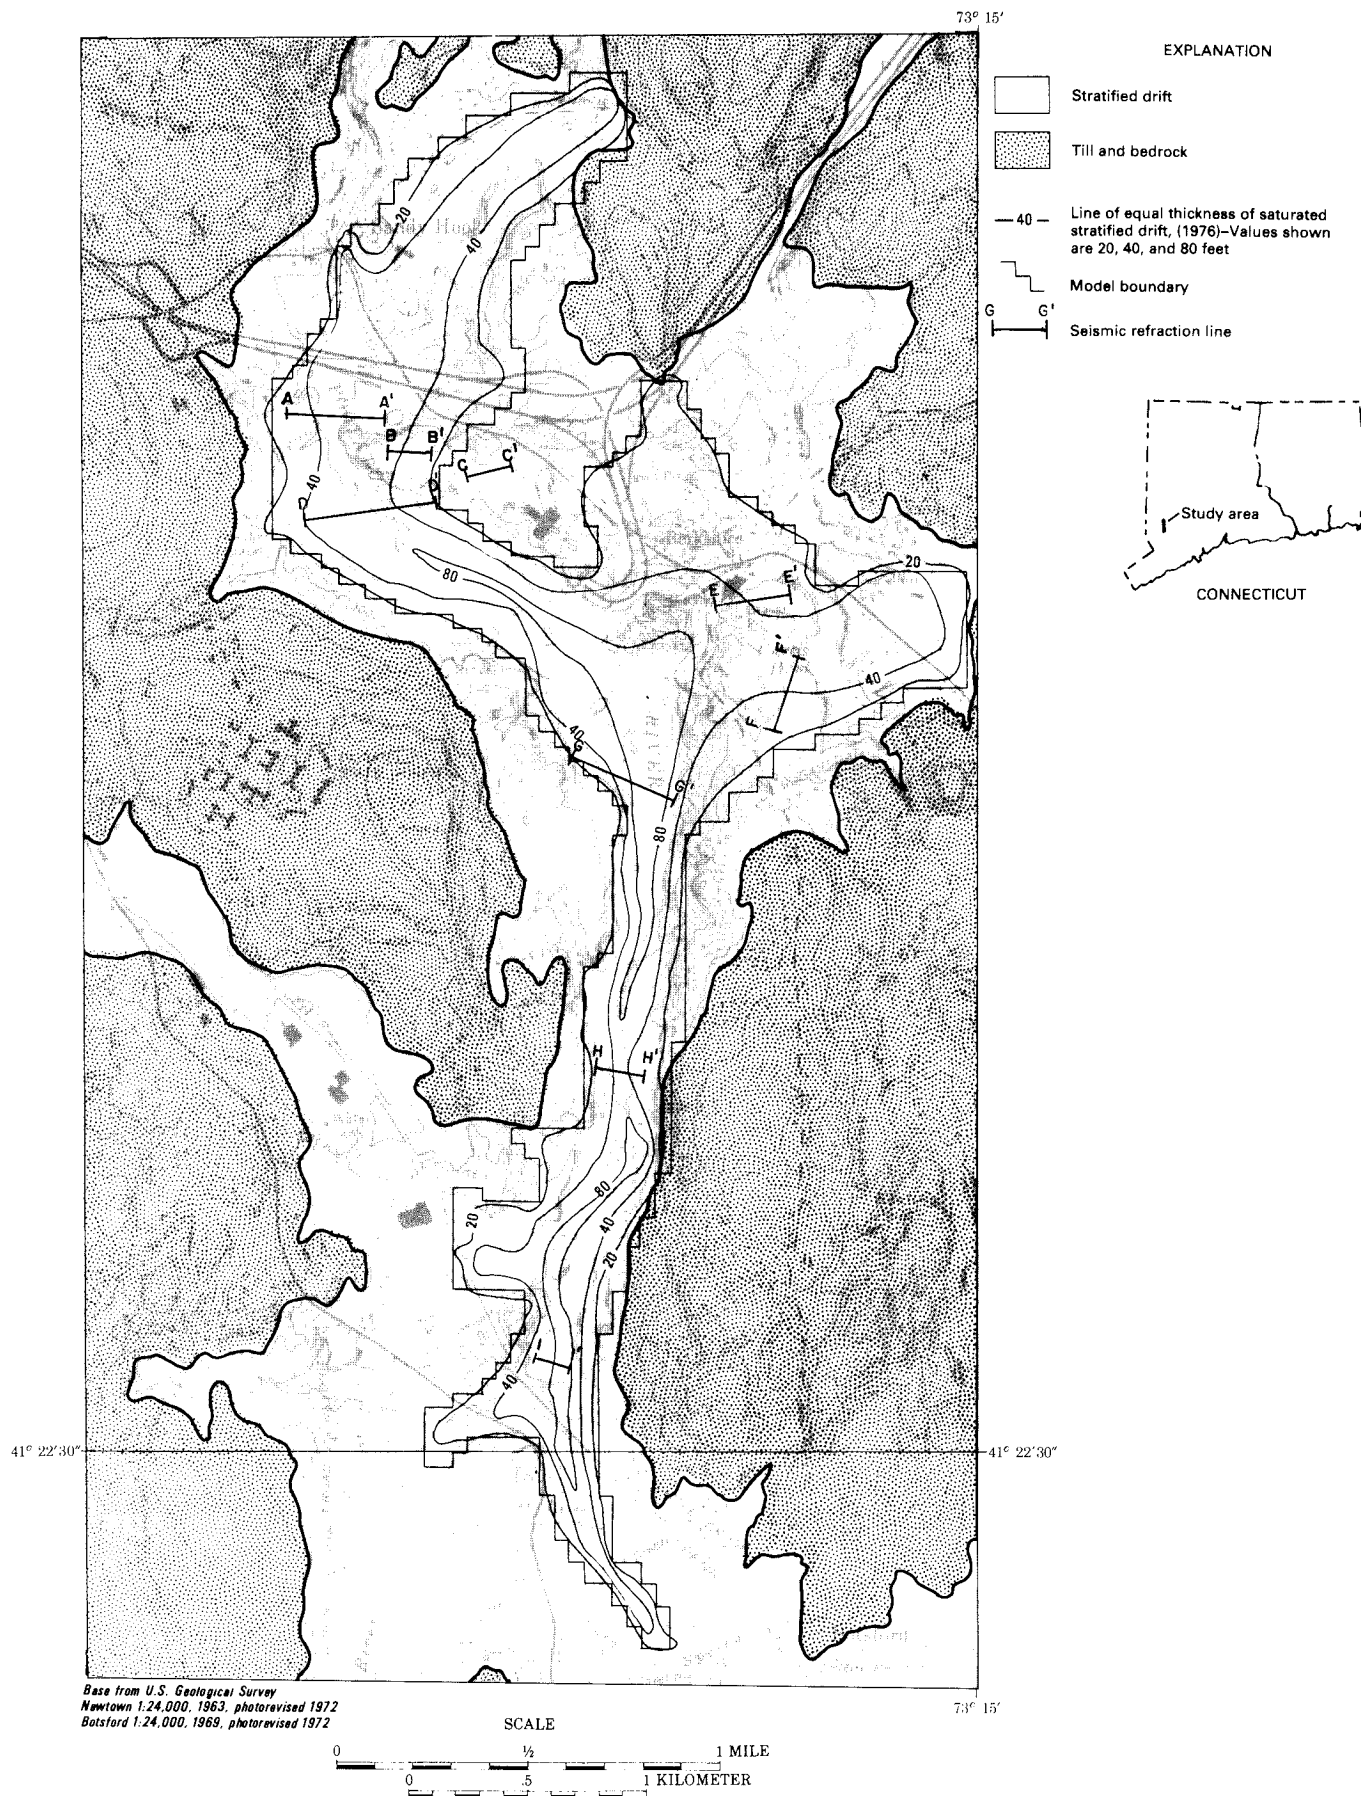 73° 15'
EXPLANATION
Stratified drift
Till and bedrock
40
Line of equal thickness of saturated
stratified drift, (1976)–Values shown
are 20, 40, and 80 feet
Model boundary
G G'
Seismic refraction line
Study area
CONNECTICUT
20
40
A A'
B B'
C C'
40
D
80
20
E E'
F'
40
F
40
G
G'
80
H H'
80
20
40
20
40
41° 22'30"
41° 22'30"
Base from U.S. Geological Survey
Newtown 1:24,000, 1963, photorevised 1972
Botsford 1:24,000, 1969, photorevised 1972
73° 15'
SCALE
0 ½ 1 MILE
0 .5 1 KILOMETER